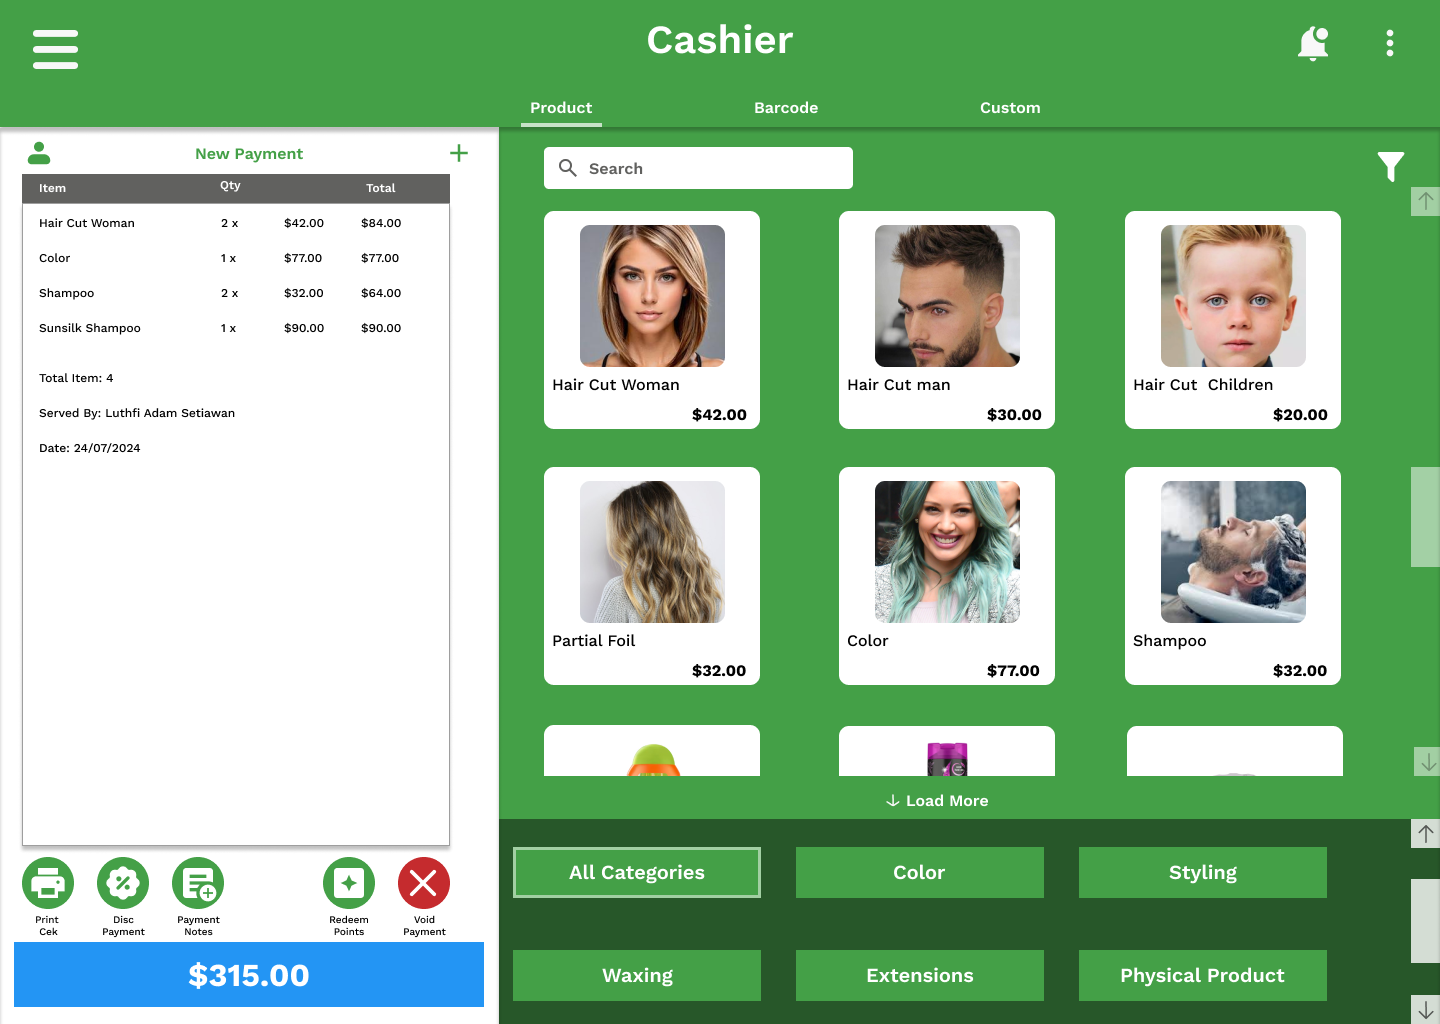 Cashier
Product Barcode Custom
New Payment
Item Qty Total
Hair Cut Woman 2 x $42.00 $84.00
Color 1 x $77.00 $77.00
Shampoo 2 x $32.00 $64.00
Sunsilk Shampoo 1 x $90.00 $90.00
Total Item: 4
Served By: Luthfi Adam Setiawan
Date: 24/07/2024
Print
Cek
Disc
Payment
Payment
Notes
Redeem
Points
Void
Payment
$315.00
Search
Hair Cut Woman
$42.00
Hair Cut man
$30.00
Hair Cut Children
$20.00
Partial Foil
$32.00
Color
$77.00
Shampoo
$32.00
Load More
All Categories
Color
Styling
Waxing
Extensions
Physical Product